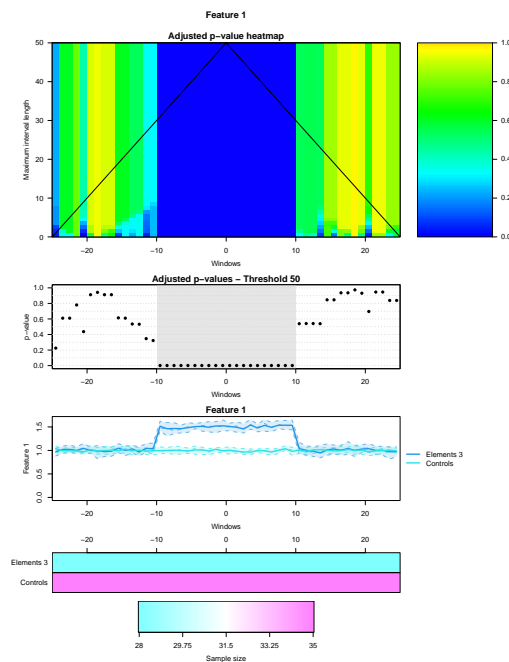 Feature 1
Adjusted p−value heatmap
Maximum interval length
50
40
30
20
10
0
−20 −10 0 10 20
Windows
1.0
0.8
0.6
0.4
0.2
0.0
Adjusted p−values − Threshold 50
p−value
1.0
0.8
0.6
0.4
0.2
0.0
−20 −10 0 10 20
Windows
Feature 1
Feature 1
1.5
1.0
0.5
0.0
Elements 3
Controls
−20 −10 0 10 20
Windows
−20 −10 0 10 20
Elements 3
Controls
28 29.75 31.5 33.25 35
Sample size